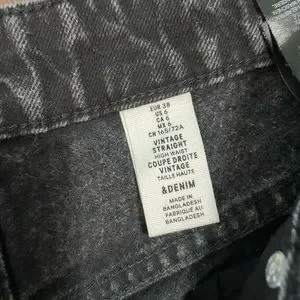 EUR 38
US 6
CA 6
MX 6
CN 165/72A
VINTAGE
STRAIGHT
HIGH WAIST
COUPE DROITE
VINTAGE
TAILLE HAUTE
&DENIM
MADE IN
BANGLADESH
FABRIQUÉ AU
BANGLADESH